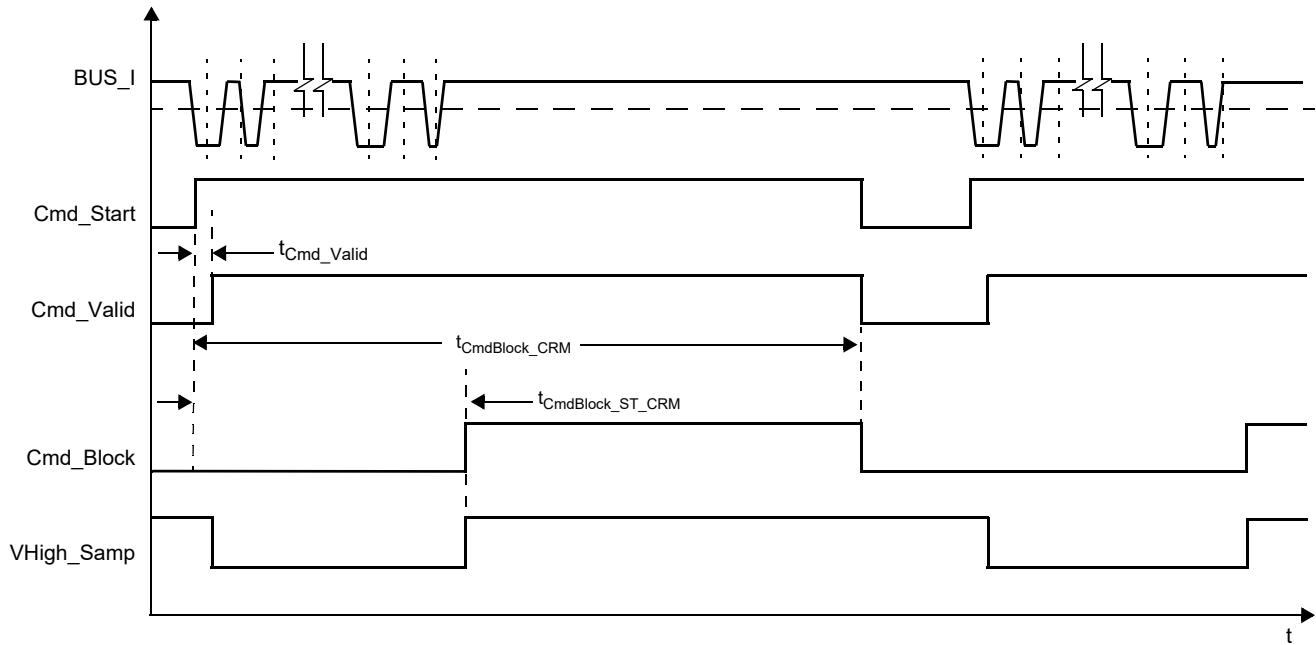 BUS_I
Cmd_Start
tCmd_Valid
Cmd_Valid
tCmdBlock_CRM
tCmdBlock_ST_CRM
Cmd_Block
VHigh_Samp
t